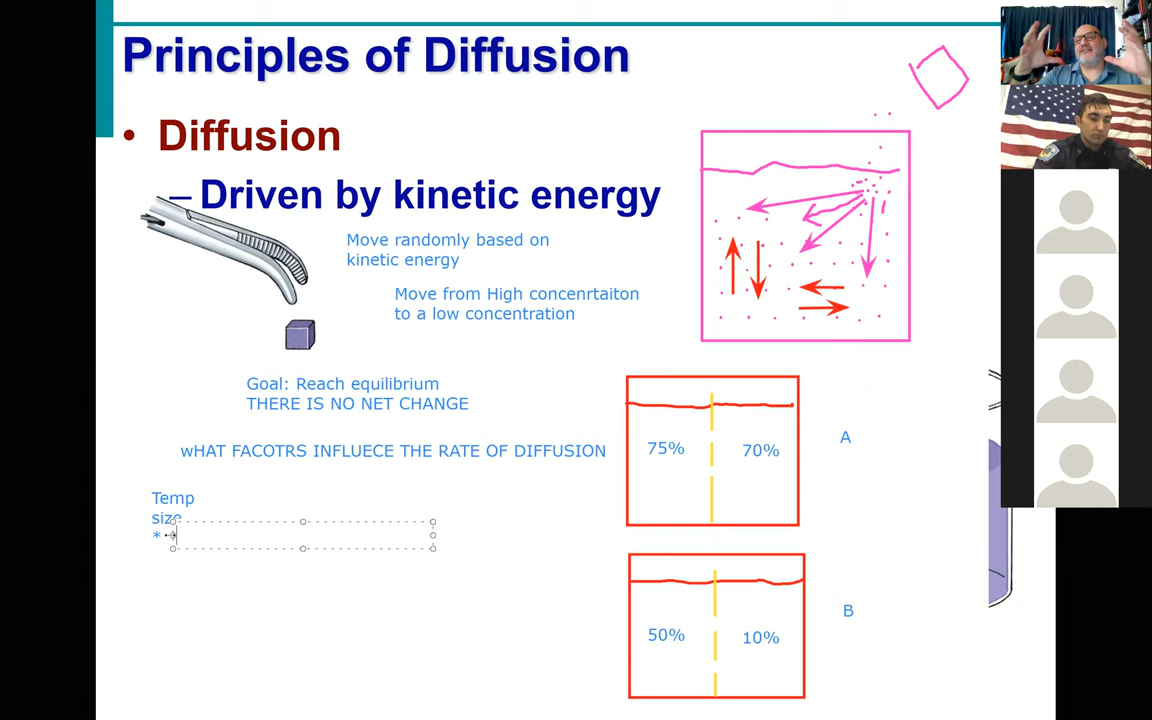 Principles of Diffusion
• Diffusion
– Driven by kinetic energy
Move randomly based on
kinetic energy
Move from High concenrtaiton
to a low concentration
Goal: Reach equilibrium
THERE IS NO NET CHANGE
wHAT FACOTRS INFLUECE THE RATE OF DIFFUSION
75%
70%
A
Temp
size
*
50%
10%
B